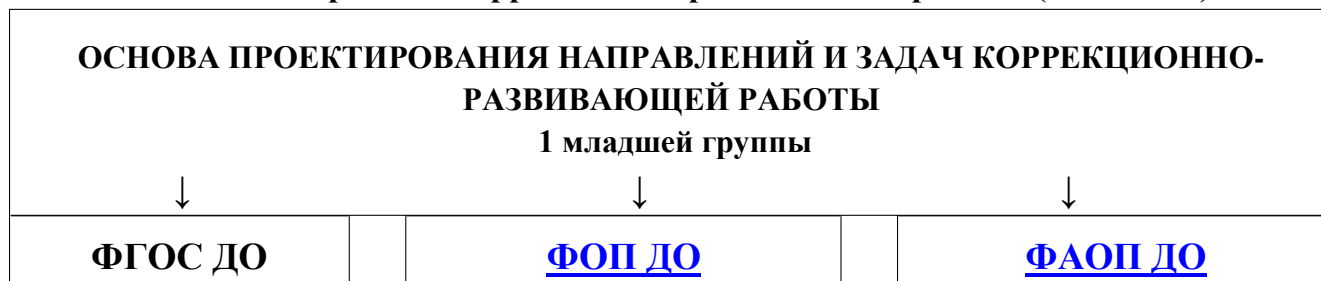 ОСНОВА ПРОЕКТИРОВАНИЯ НАПРАВЛЕНИЙ И ЗАДАЧ КОРРЕКЦИОННО-
РАЗВИВАЮЩЕЙ РАБОТЫ
1 младшей группы
↓ ↓ ↓
ФГОС ДО ФОП ДО ФАОП ДО